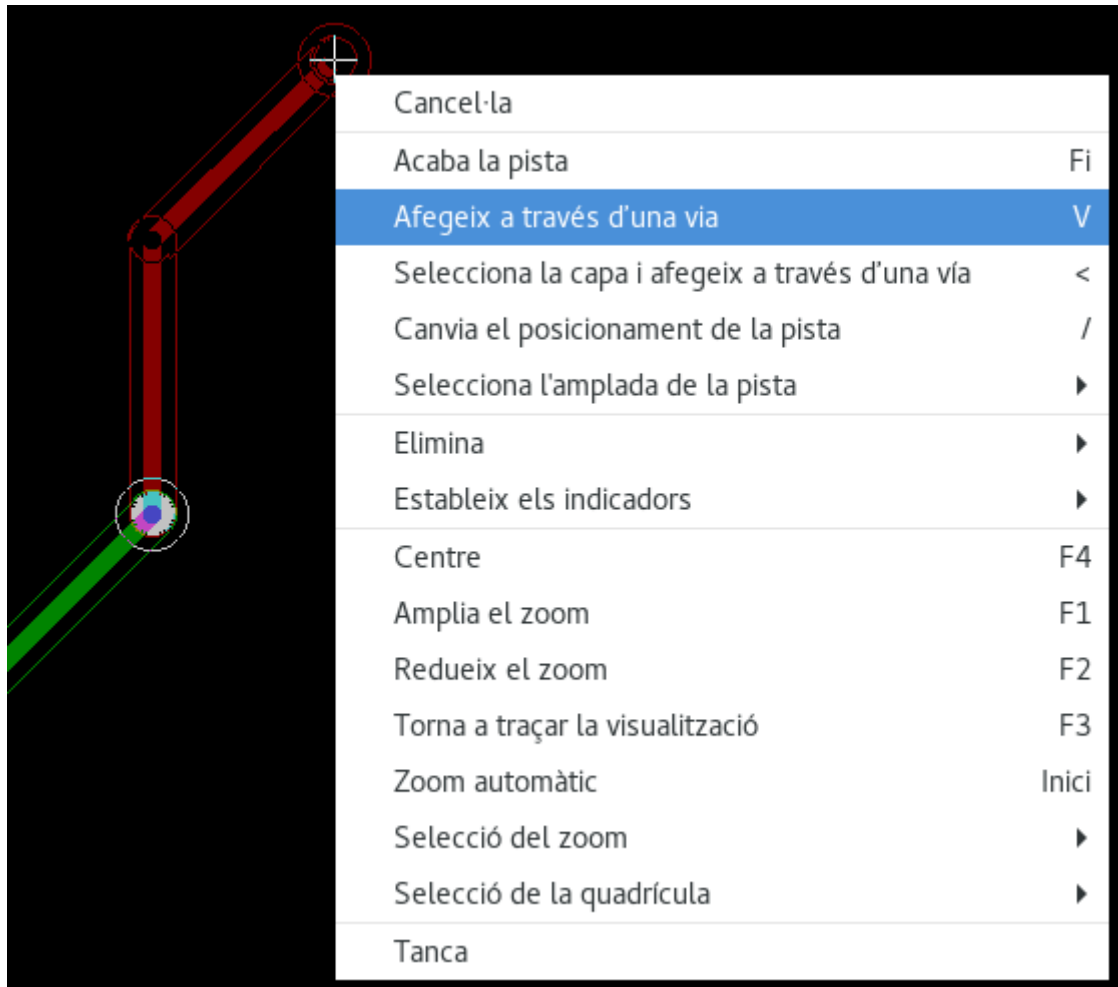 Cancel·la
Acaba la pista Fi
Afegeix a través d’una via V
Selecciona la capa i afegeix a través d’una vía <
Canvia el posicionament de la pista /
Selecciona l'amplada de la pista
Elimina
Estableix els indicadors
Centre F4
Amplia el zoom F1
Redueix el zoom F2
Torna a traçar la visualització F3
Zoom automàtic Inici
Selecció del zoom
Selecció de la quadrícula
Tanca